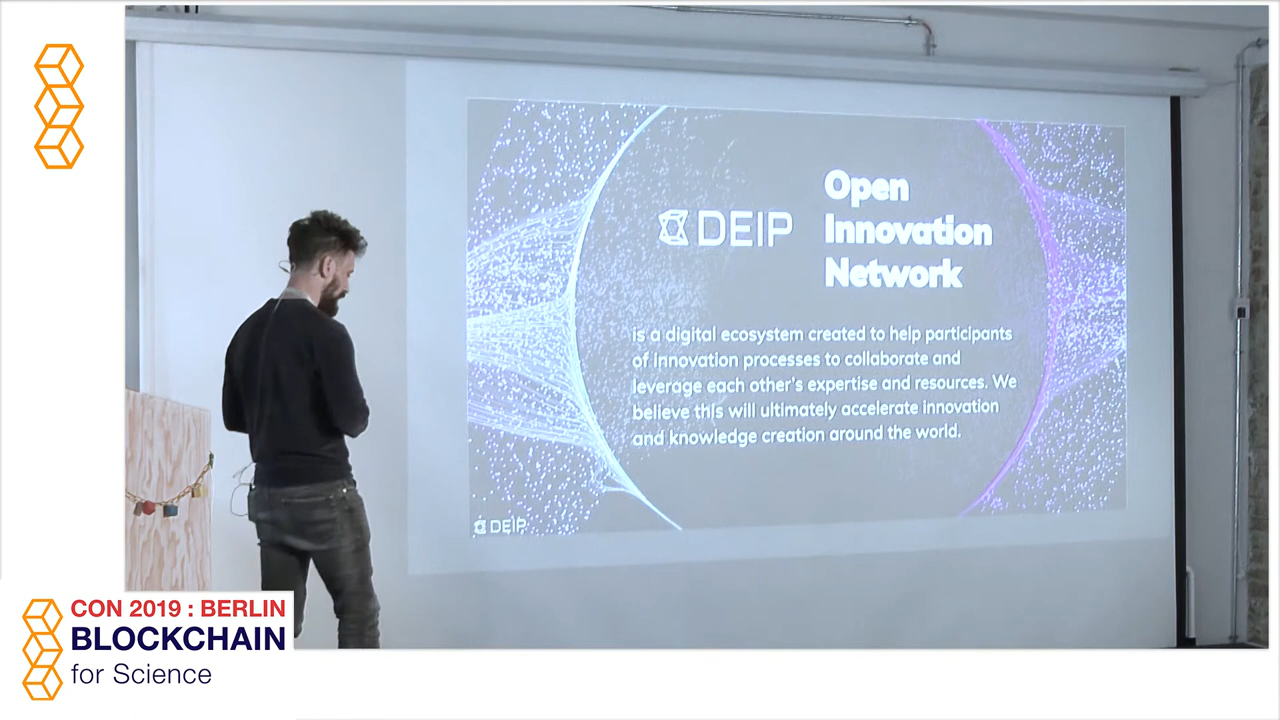 DEIP
Open
Innovation
Network
is a digital ecosystem created to help participants
of innovation processes to collaborate and
leverage each other's expertise and resources. We
believe this will ultimately accelerate innovation
and knowledge creation around the world.
DEIP
CON 2019 : BERLIN
BLOCKCHAIN
for Science